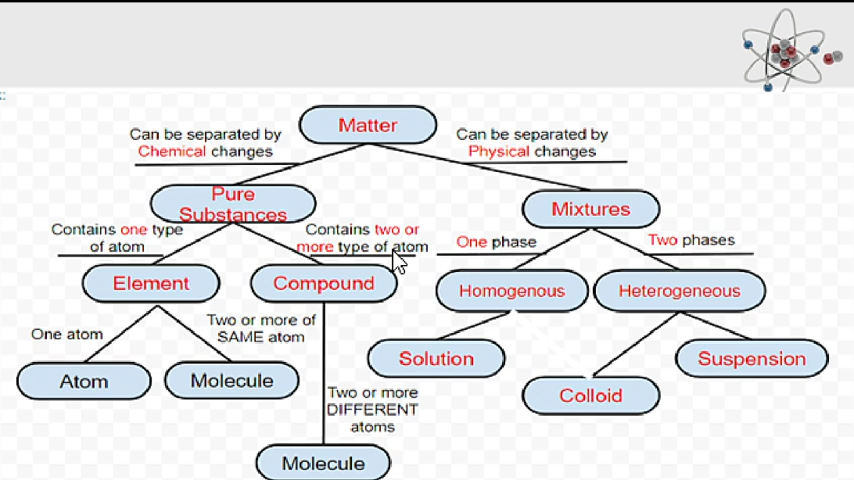 Matter
Can be separated by
Chemical changes
Can be separated by
Physical changes
Pure
Substances
Mixtures
Contains one type
of atom
Contains two or
more type of atom
One phase
Two phases
Element
Compound
Homogenous
Heterogeneous
One atom
Two or more of
SAME atom
Solution
Suspension
Atom
Molecule
Two or more
DIFFERENT
atoms
Colloid
Molecule